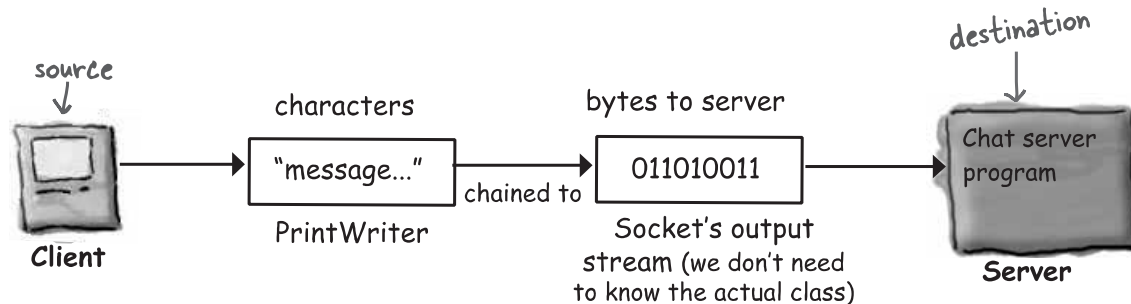 source
Client
characters
“message...”
PrintWriter
chained to
bytes to server
011010011
Socket’s output
stream (we don’t need
to know the actual class)
destination
Chat server
program
Server